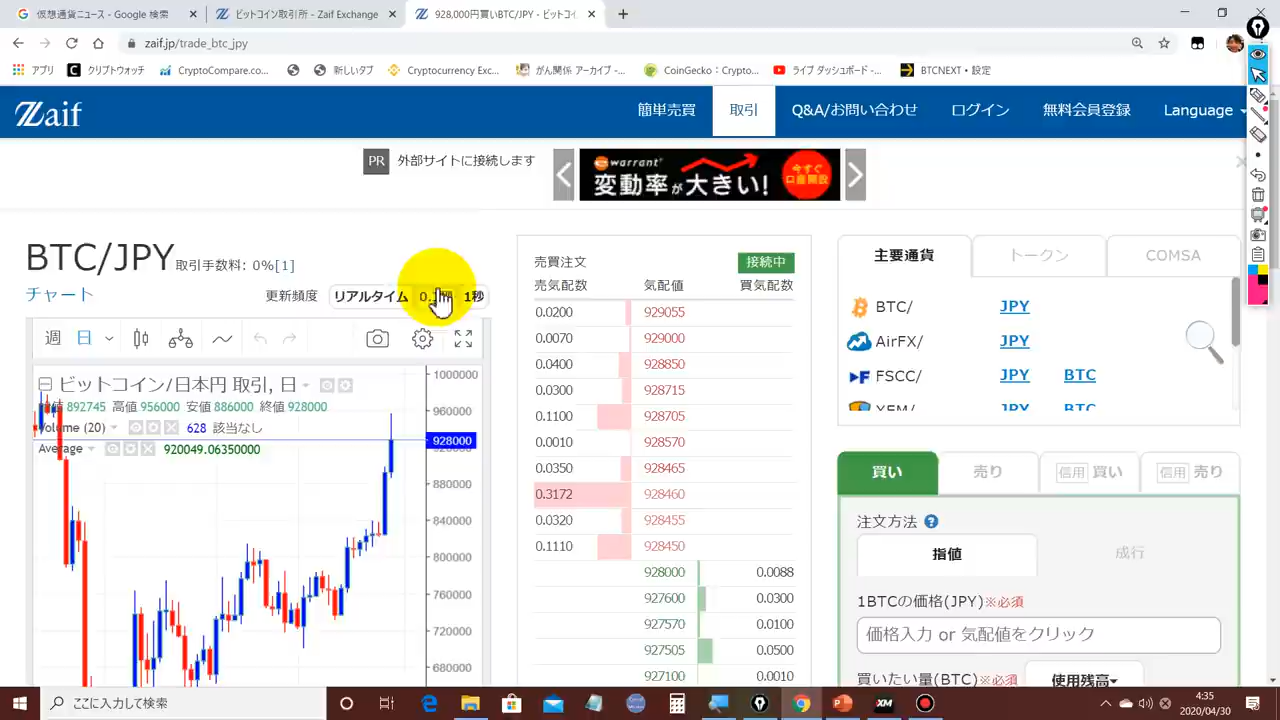 仮想通貨ニュース - Google 検索
ビットコイン取引所 - Zaif Exchange
928,000円買いBTC/JPY - ビットコイ
zaif.jp/trade_btc_jpy
アプリ
クリプトウォッチ
CryptoCompare.co...
新しいタブ
Cryptocurrency Exc...
がん関係 アーカイブ -...
CoinGecko：Crypto...
ライブ ダッシュボード -...
BTCNEXT • 設定
Zaif
簡単売買
取引
Q&A/お問い合わせ
ログイン
無料会員登録
Language
PR
外部サイトに接続します
warrant
変動率が大きい!
今すぐ
口座開設
BTC/JPY 取引手数料: 0%[1]
チャート
更新頻度
リアルタイム
1秒
週
日
ビットコイン/日本円 取引, 日
892745 高値 956000 安値 886000 終値 928000
Volume (20)
628 該当なし
Average
920049.06350000
1000000
960000
928000
880000
840000
800000
760000
720000
680000
売買注文
接続中
売気配数 気配値 買気配数
0.0200 929055
0.0070 929000
0.0400 928850
0.0300 928715
0.1100 928705
0.0010 928570
0.0350 928465
0.3172 928460
0.0320 928455
0.1110 928450
928000 0.0088
927600 0.0300
927570 0.0100
927505 0.0500
927100 0.0010
主要通貨
トークン
COMSA
BTC/ JPY
AirFX/ JPY
FSCC/ JPY BTC
XEM/ JPY BTC
買い
売り
信用 買い
信用 売り
注文方法
指値
成行
1BTCの価格(JPY)※必須
価格入力 or 気配値をクリック
買いたい量(BTC)※必須
使用残高
ここに入力して検索
XM
4:35
2020/04/30